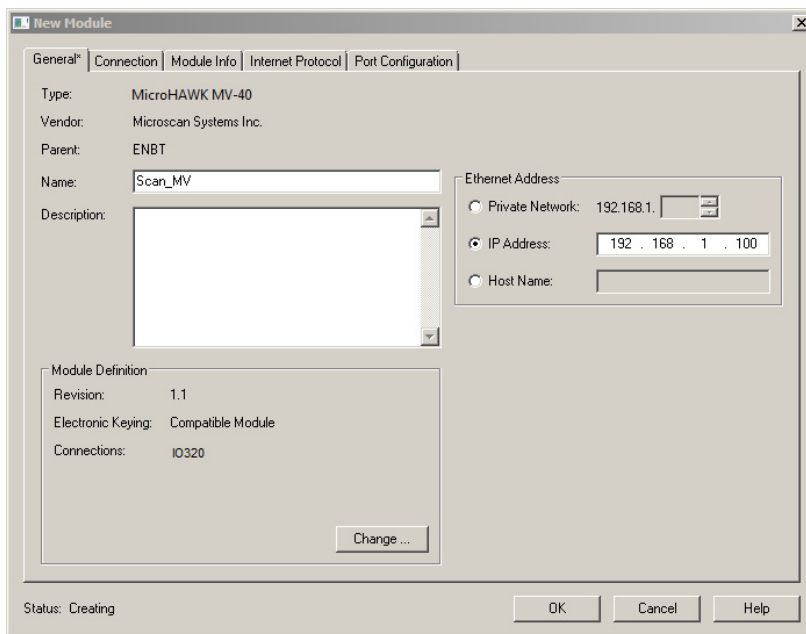 New Module
General* Connection Module Info Internet Protocol Port Configuration
Type: MicroHAWK MV-40
Vendor: Microscan Systems Inc.
Parent: ENBT
Name: Scan_MV
Description:
Ethernet Address
Private Network: 192.168.1.
IP Address: 192 . 168 . 1 . 100
Host Name:
Module Definition
Revision: 1.1
Electronic Keying: Compatible Module
Connections: IO320
Change ...
Status: Creating
OK Cancel Help